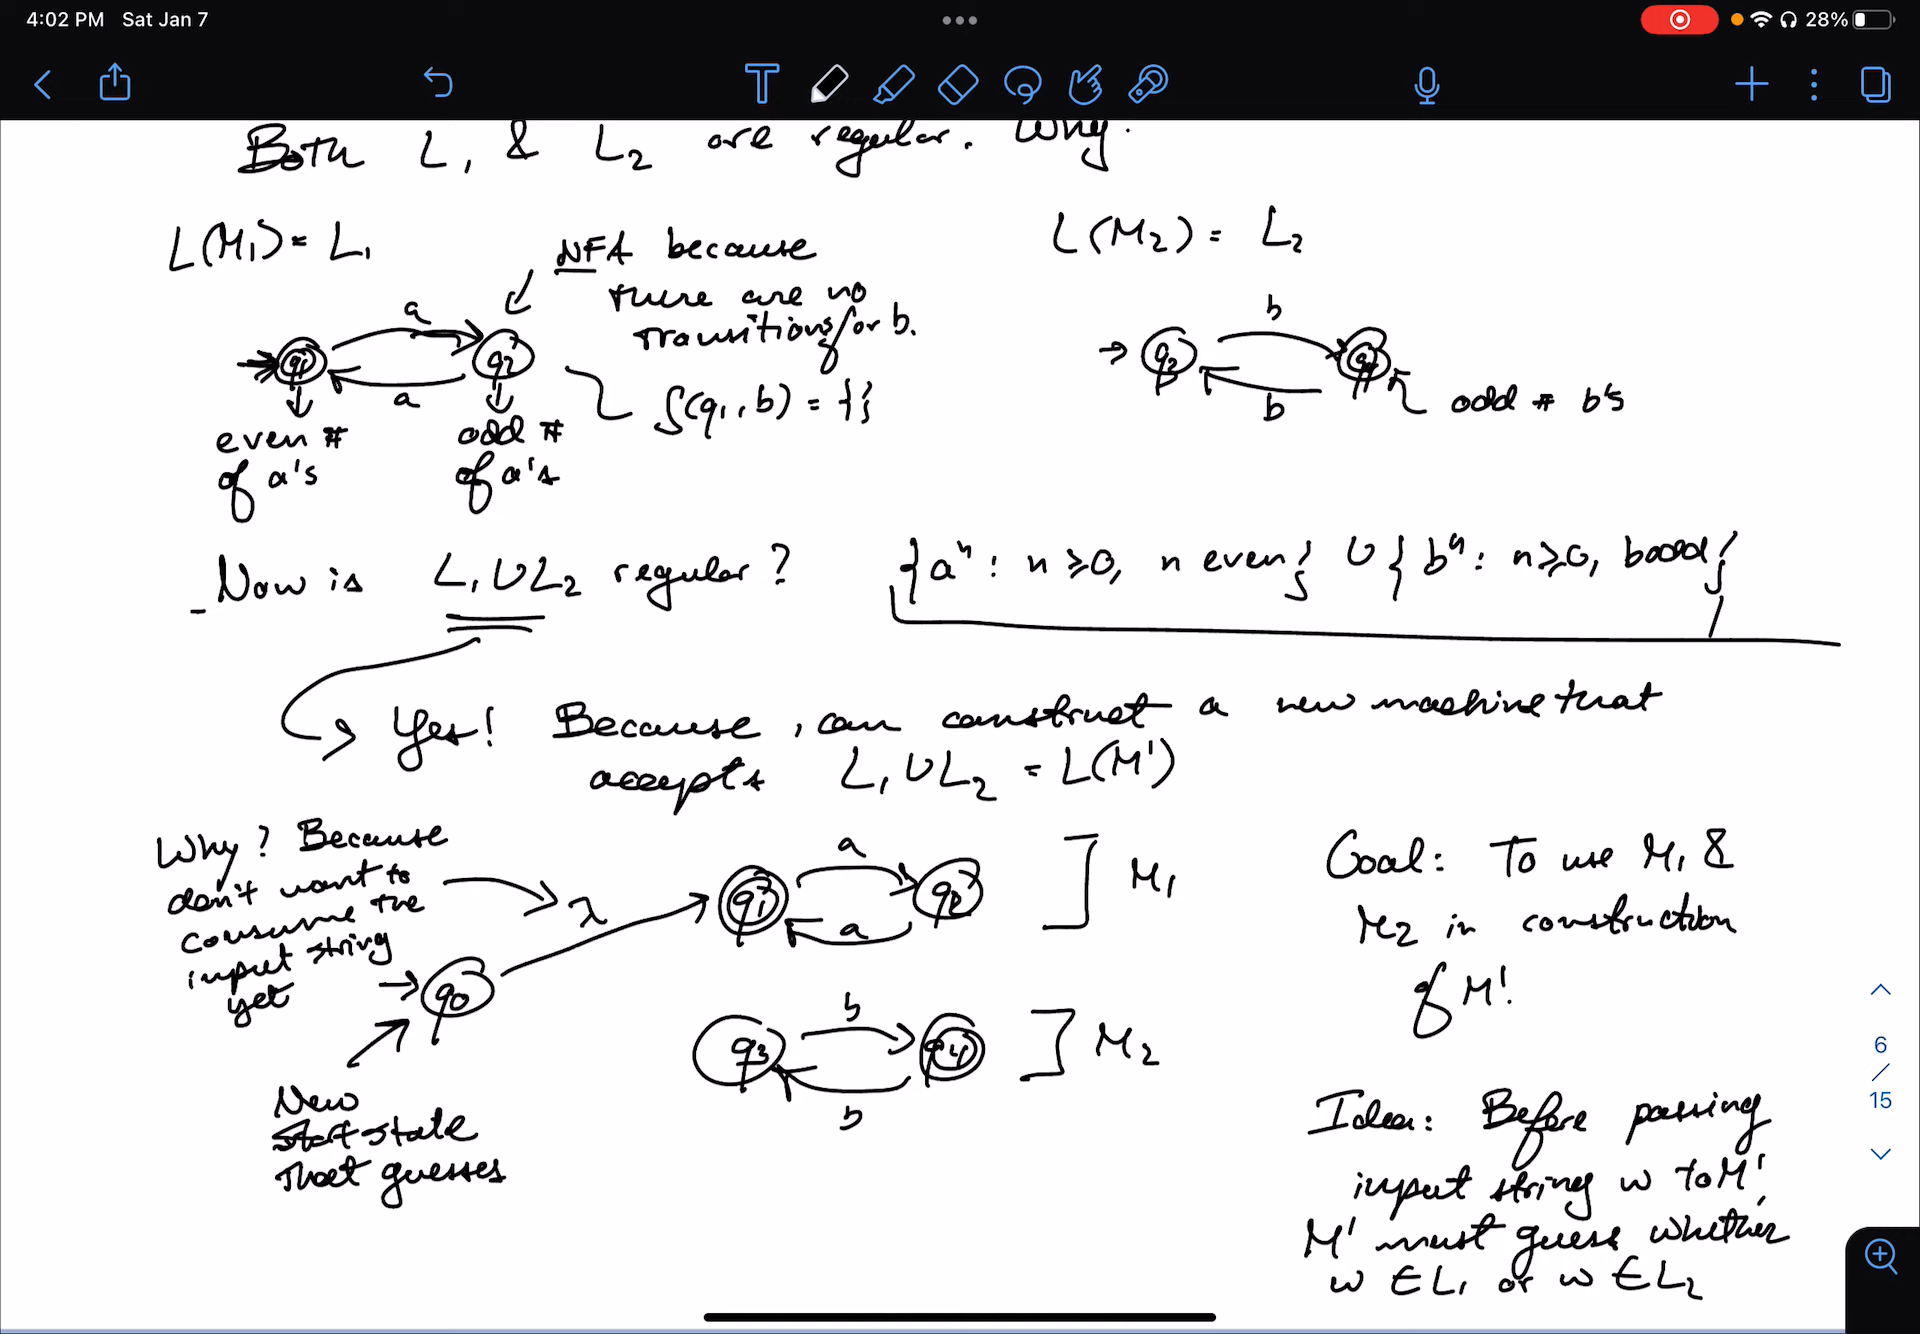 4:02 PM Sat Jan 7
28%
Both L1 & L2 are regular. Why.
L(M1) = L1
NFA because
there are no
transitions for b.
L(M2) = L2
a
q1
q2
a
δ(q1, b) = {}
even #
of a's
odd #
of a's
b
q3
q4
b
odd # b's
Now is L1 ∪ L2 regular?
{a^n : n ≥ 0, n even} ∪ {b^n : n ≥ 0, b odd}
Yes! Because, can construct a new machine that
accepts L1 ∪ L2 = L(M')
Why? Because
don't want to
consume the
input string
yet
λ
q0
New
start state
that guesses
a
q1
q2
a
M1
b
q3
q4
b
M2
Goal: To use M1 &
M2 in construction
of M'.
Idea: Before passing
input string w to M',
M' must guess whether
w ∈ L1 or w ∈ L2
6
/
15